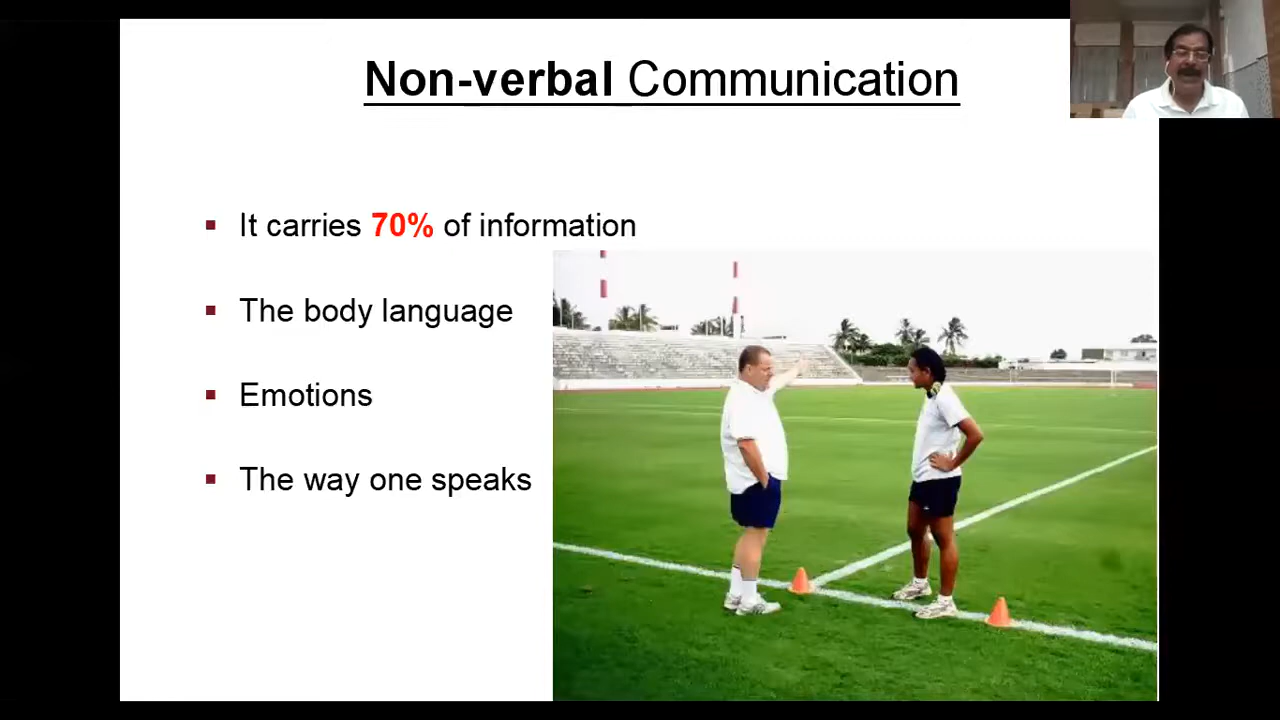 Non-verbal Communication
It carries 70% of information
The body language
Emotions
The way one speaks